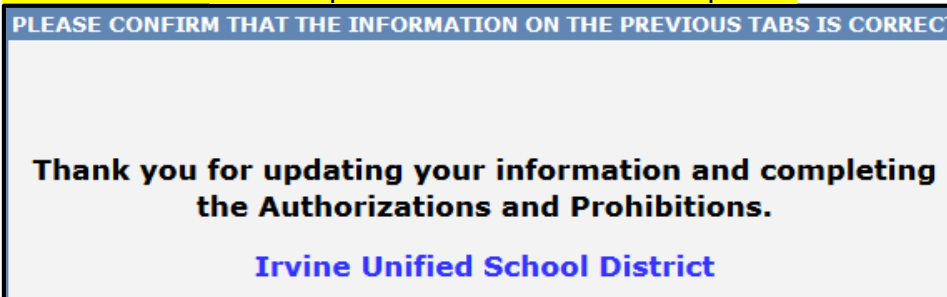 PLEASE CONFIRM THAT THE INFORMATION ON THE PREVIOUS TABS IS CORREC
Thank you for updating your information and completing
the Authorizations and Prohibitions.
Irvine Unified School District